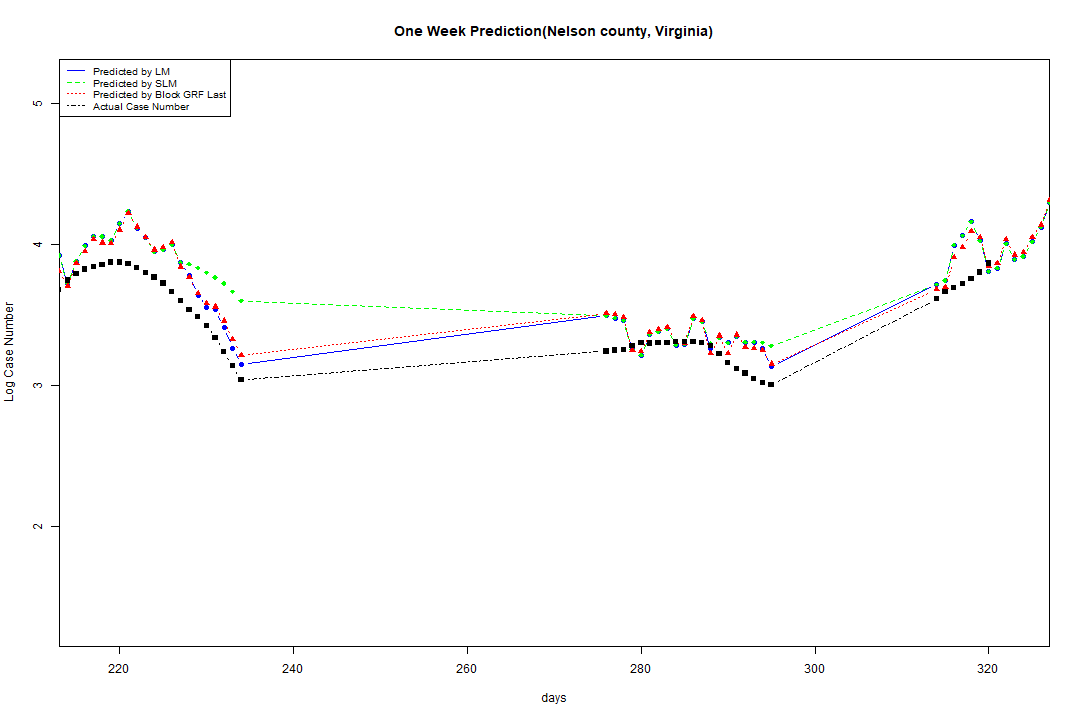 One Week Prediction(Nelson county, Virginia)
Predicted by LM
Predicted by SLM
Predicted by Block GRF Last
Actual Case Number
5
4
3
2
Log Case Number
220 240 260 280 300 320
days